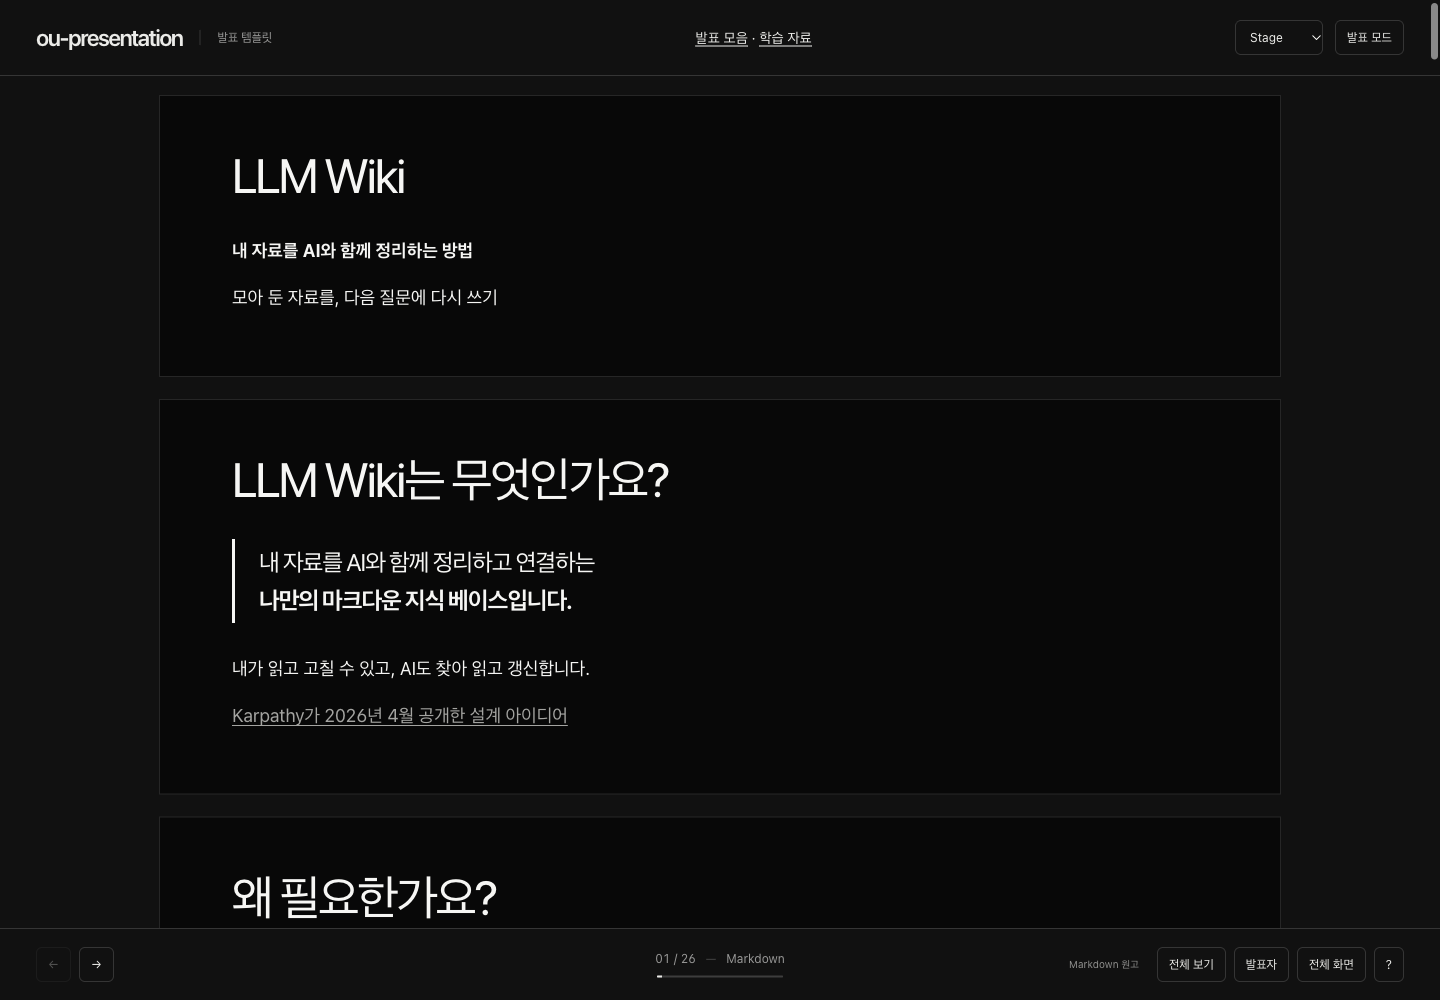 ou-presentation
발표 템플릿
발표 모음 · 학습 자료
Stage
발표 모드
LLM Wiki
내 자료를 AI와 함께 정리하는 방법
모아 둔 자료를, 다음 질문에 다시 쓰기
LLM Wiki는 무엇인가요?
내 자료를 AI와 함께 정리하고 연결하는
나만의 마크다운 지식 베이스입니다.
내가 읽고 고칠 수 있고, AI도 찾아 읽고 갱신합니다.
Karpathy가 2026년 4월 공개한 설계 아이디어
왜 필요한가요?
←
→
01 / 26 — Markdown
Markdown 원고
전체 보기
발표자
전체 화면
?